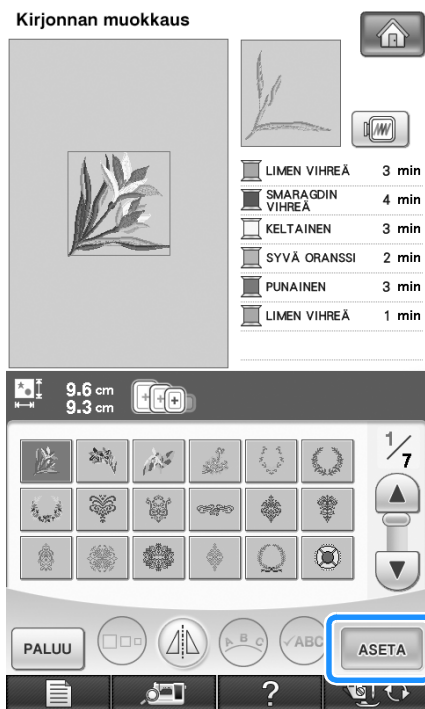 Kirjonnan muokkaus
LIMEN VIHREÄ 3 min
SMARAGDIN VIHREÄ 4 min
KELTAINEN 3 min
SYVÄ ORANSSI 2 min
PUNAINEN 3 min
LIMEN VIHREÄ 1 min
9.6 cm
9.3 cm
1/7
PALUU
A B C
✓ABC
ASETA
?